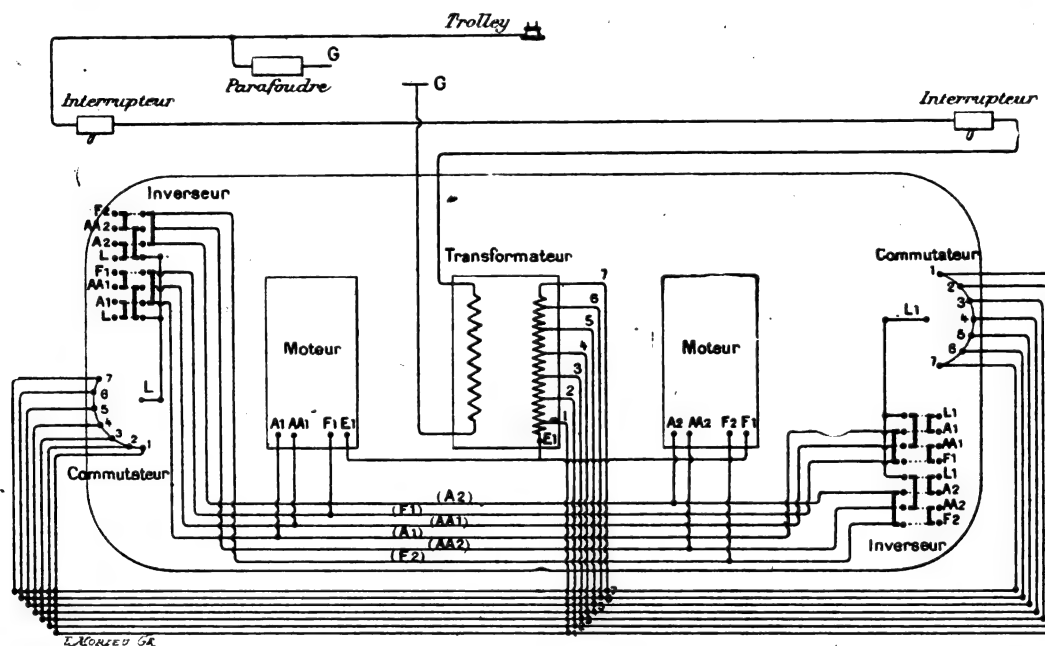 Trolley
G
Parafoudre
G
Interrupteur
Interrupteur
Inverseur
F2
AA2
A2
L
F1
AA1
A1
L
Transformateur
7
6
5
4
3
2
1
E1
Commutateur
1
2
3
4
5
6
7
L1
Moteur
A1 AA1 F1 E1
Moteur
A2 AA2 F2 F1
L
7
6
5
4
3
2
1
Commutateur
L1
A1
AA1
F1
L1
A2
AA2
F2
Inverseur
(A2)
(F1)
(AA1)
(A1)
(AA2)
(F2)